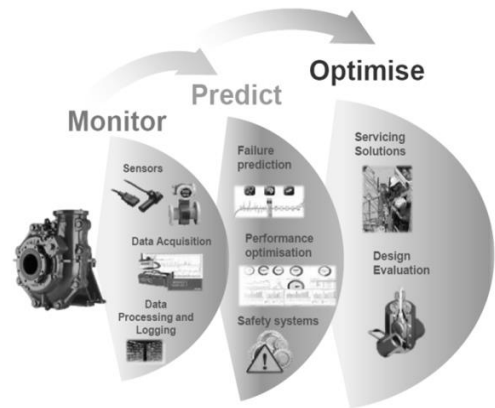 Monitor
Sensors
Data Acquisition
Data
Processing and
Logging
Predict
Failure
prediction
Performance
optimisation
Safety systems
Optimise
Servicing
Solutions
Design
Evaluation